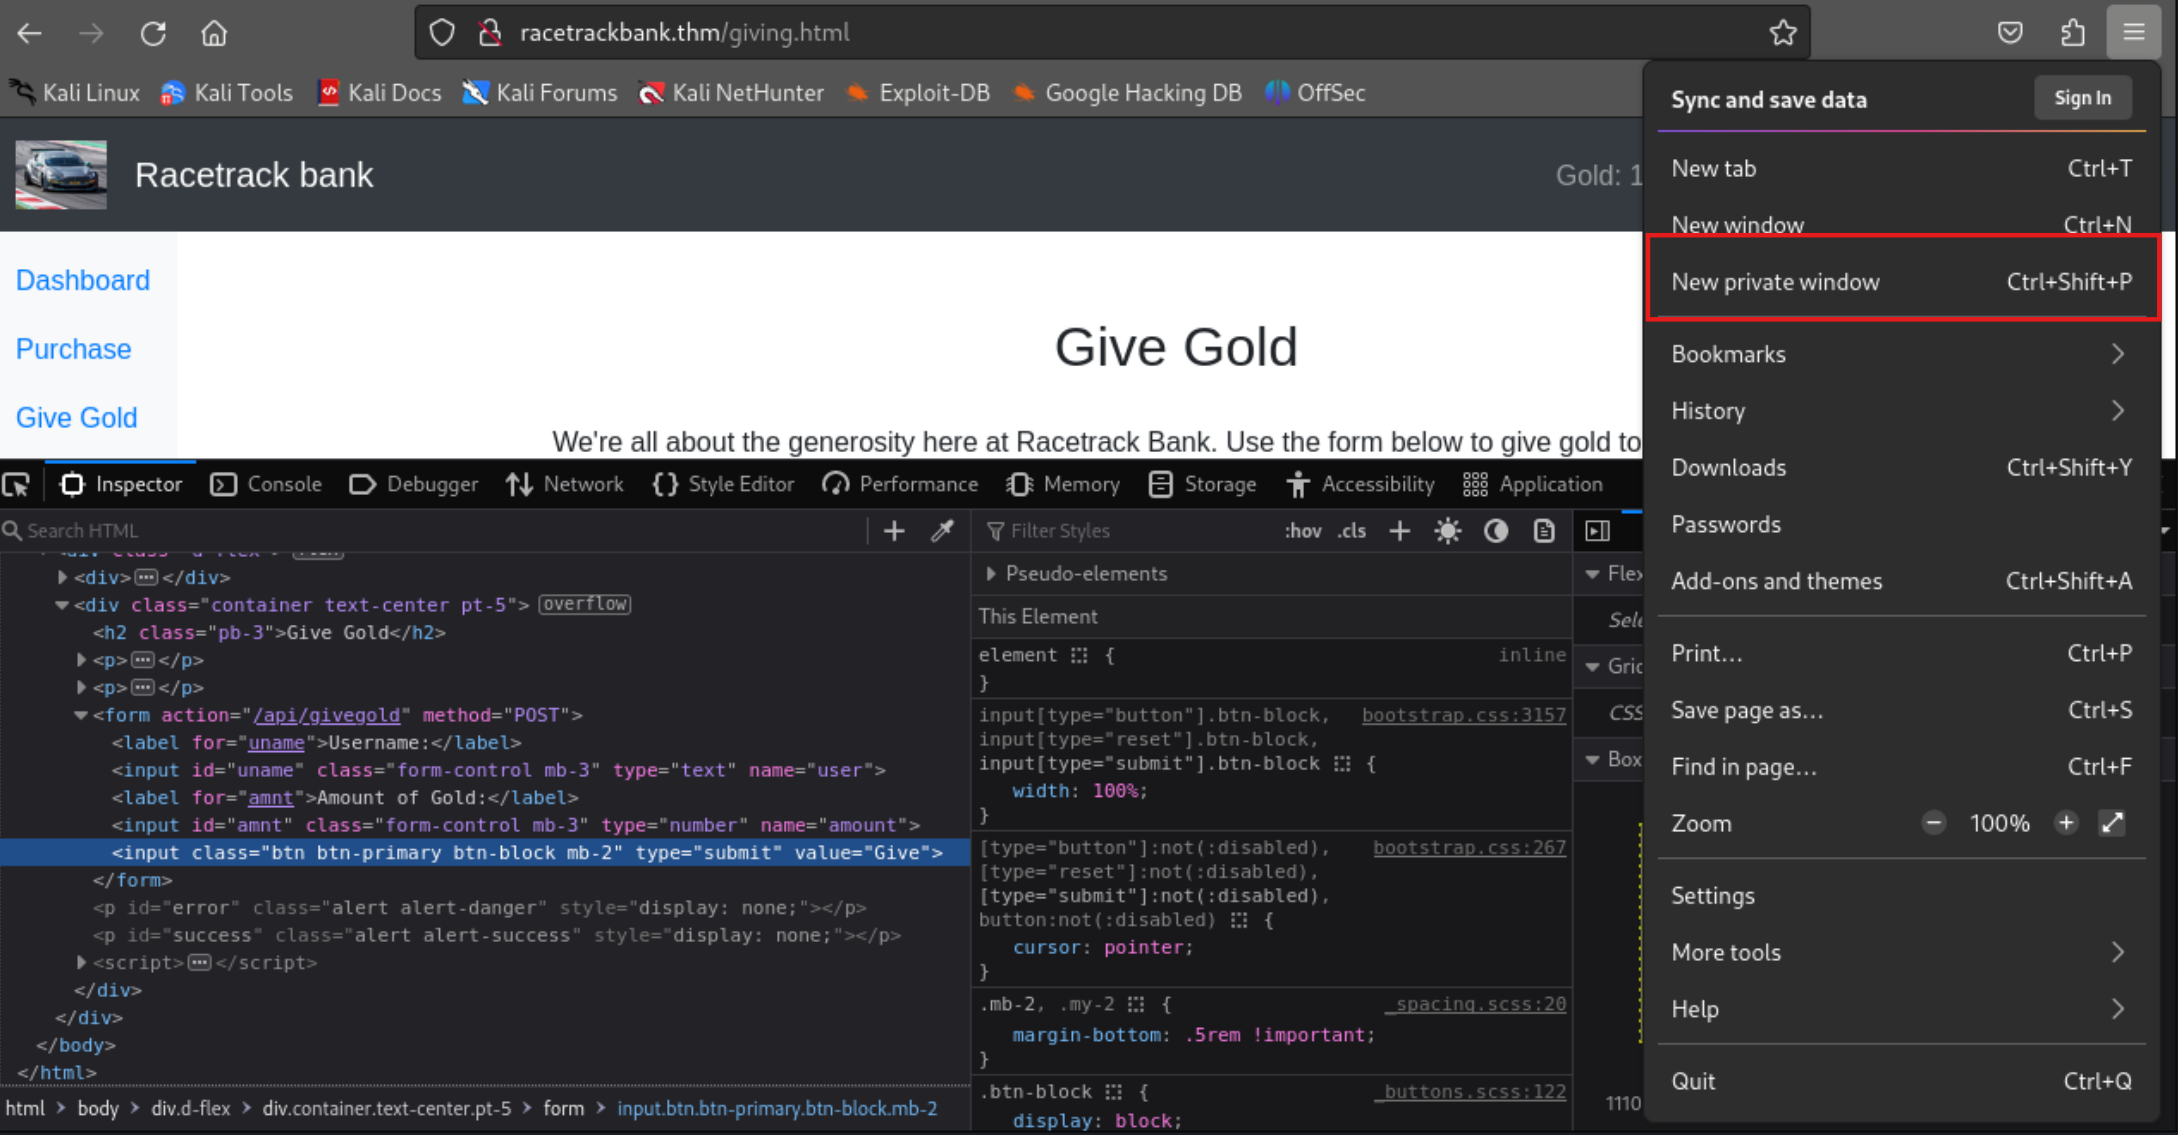 racetrackbank.thm/giving.html
Kali Linux Kali Tools Kali Docs Kali Forums Kali NetHunter Exploit-DB Google Hacking DB OffSec
Racetrack bank
Gold: 1
Dashboard
Purchase
Give Gold
Give Gold
We're all about the generosity here at Racetrack Bank. Use the form below to give gold to
Sync and save data Sign In
New tab Ctrl+T
New window Ctrl+N
New private window Ctrl+Shift+P
Bookmarks
History
Downloads Ctrl+Shift+Y
Passwords
Add-ons and themes Ctrl+Shift+A
Print… Ctrl+P
Save page as… Ctrl+S
Find in page… Ctrl+F
Zoom 100%
Settings
More tools
Help
Quit Ctrl+Q
Inspector Console Debugger Network Style Editor Performance Memory Storage Accessibility Application
Search HTML
<div>⋯</div>
<div class="container text-center pt-5"> overflow
<h2 class="pb-3">Give Gold</h2>
<p>⋯</p>
<p>⋯</p>
<form action="/api/givegold" method="POST">
<label for="uname">Username:</label>
<input id="uname" class="form-control mb-3" type="text" name="user">
<label for="amnt">Amount of Gold:</label>
<input id="amnt" class="form-control mb-3" type="number" name="amount">
<input class="btn btn-primary btn-block mb-2" type="submit" value="Give">
</form>
<p id="error" class="alert alert-danger" style="display: none;"></p>
<p id="success" class="alert alert-success" style="display: none;"></p>
<script>⋯</script>
</div>
</div>
</body>
</html>
html > body > div.d-flex > div.container.text-center.pt-5 > form > input.btn.btn-primary.btn-block.mb-2
Filter Styles :hov .cls
Pseudo-elements
This Element
element { inline
}
input[type="button"].btn-block, bootstrap.css:3157
input[type="reset"].btn-block,
input[type="submit"].btn-block {
width: 100%;
}
[type="button"]:not(:disabled), bootstrap.css:267
[type="reset"]:not(:disabled),
[type="submit"]:not(:disabled),
button:not(:disabled) {
cursor: pointer;
}
.mb-2, .my-2 { _spacing.scss:20
margin-bottom: .5rem !important;
}
.btn-block { _buttons.scss:122
display: block;
Flex
Sele
Grid
CSS
Box
1110